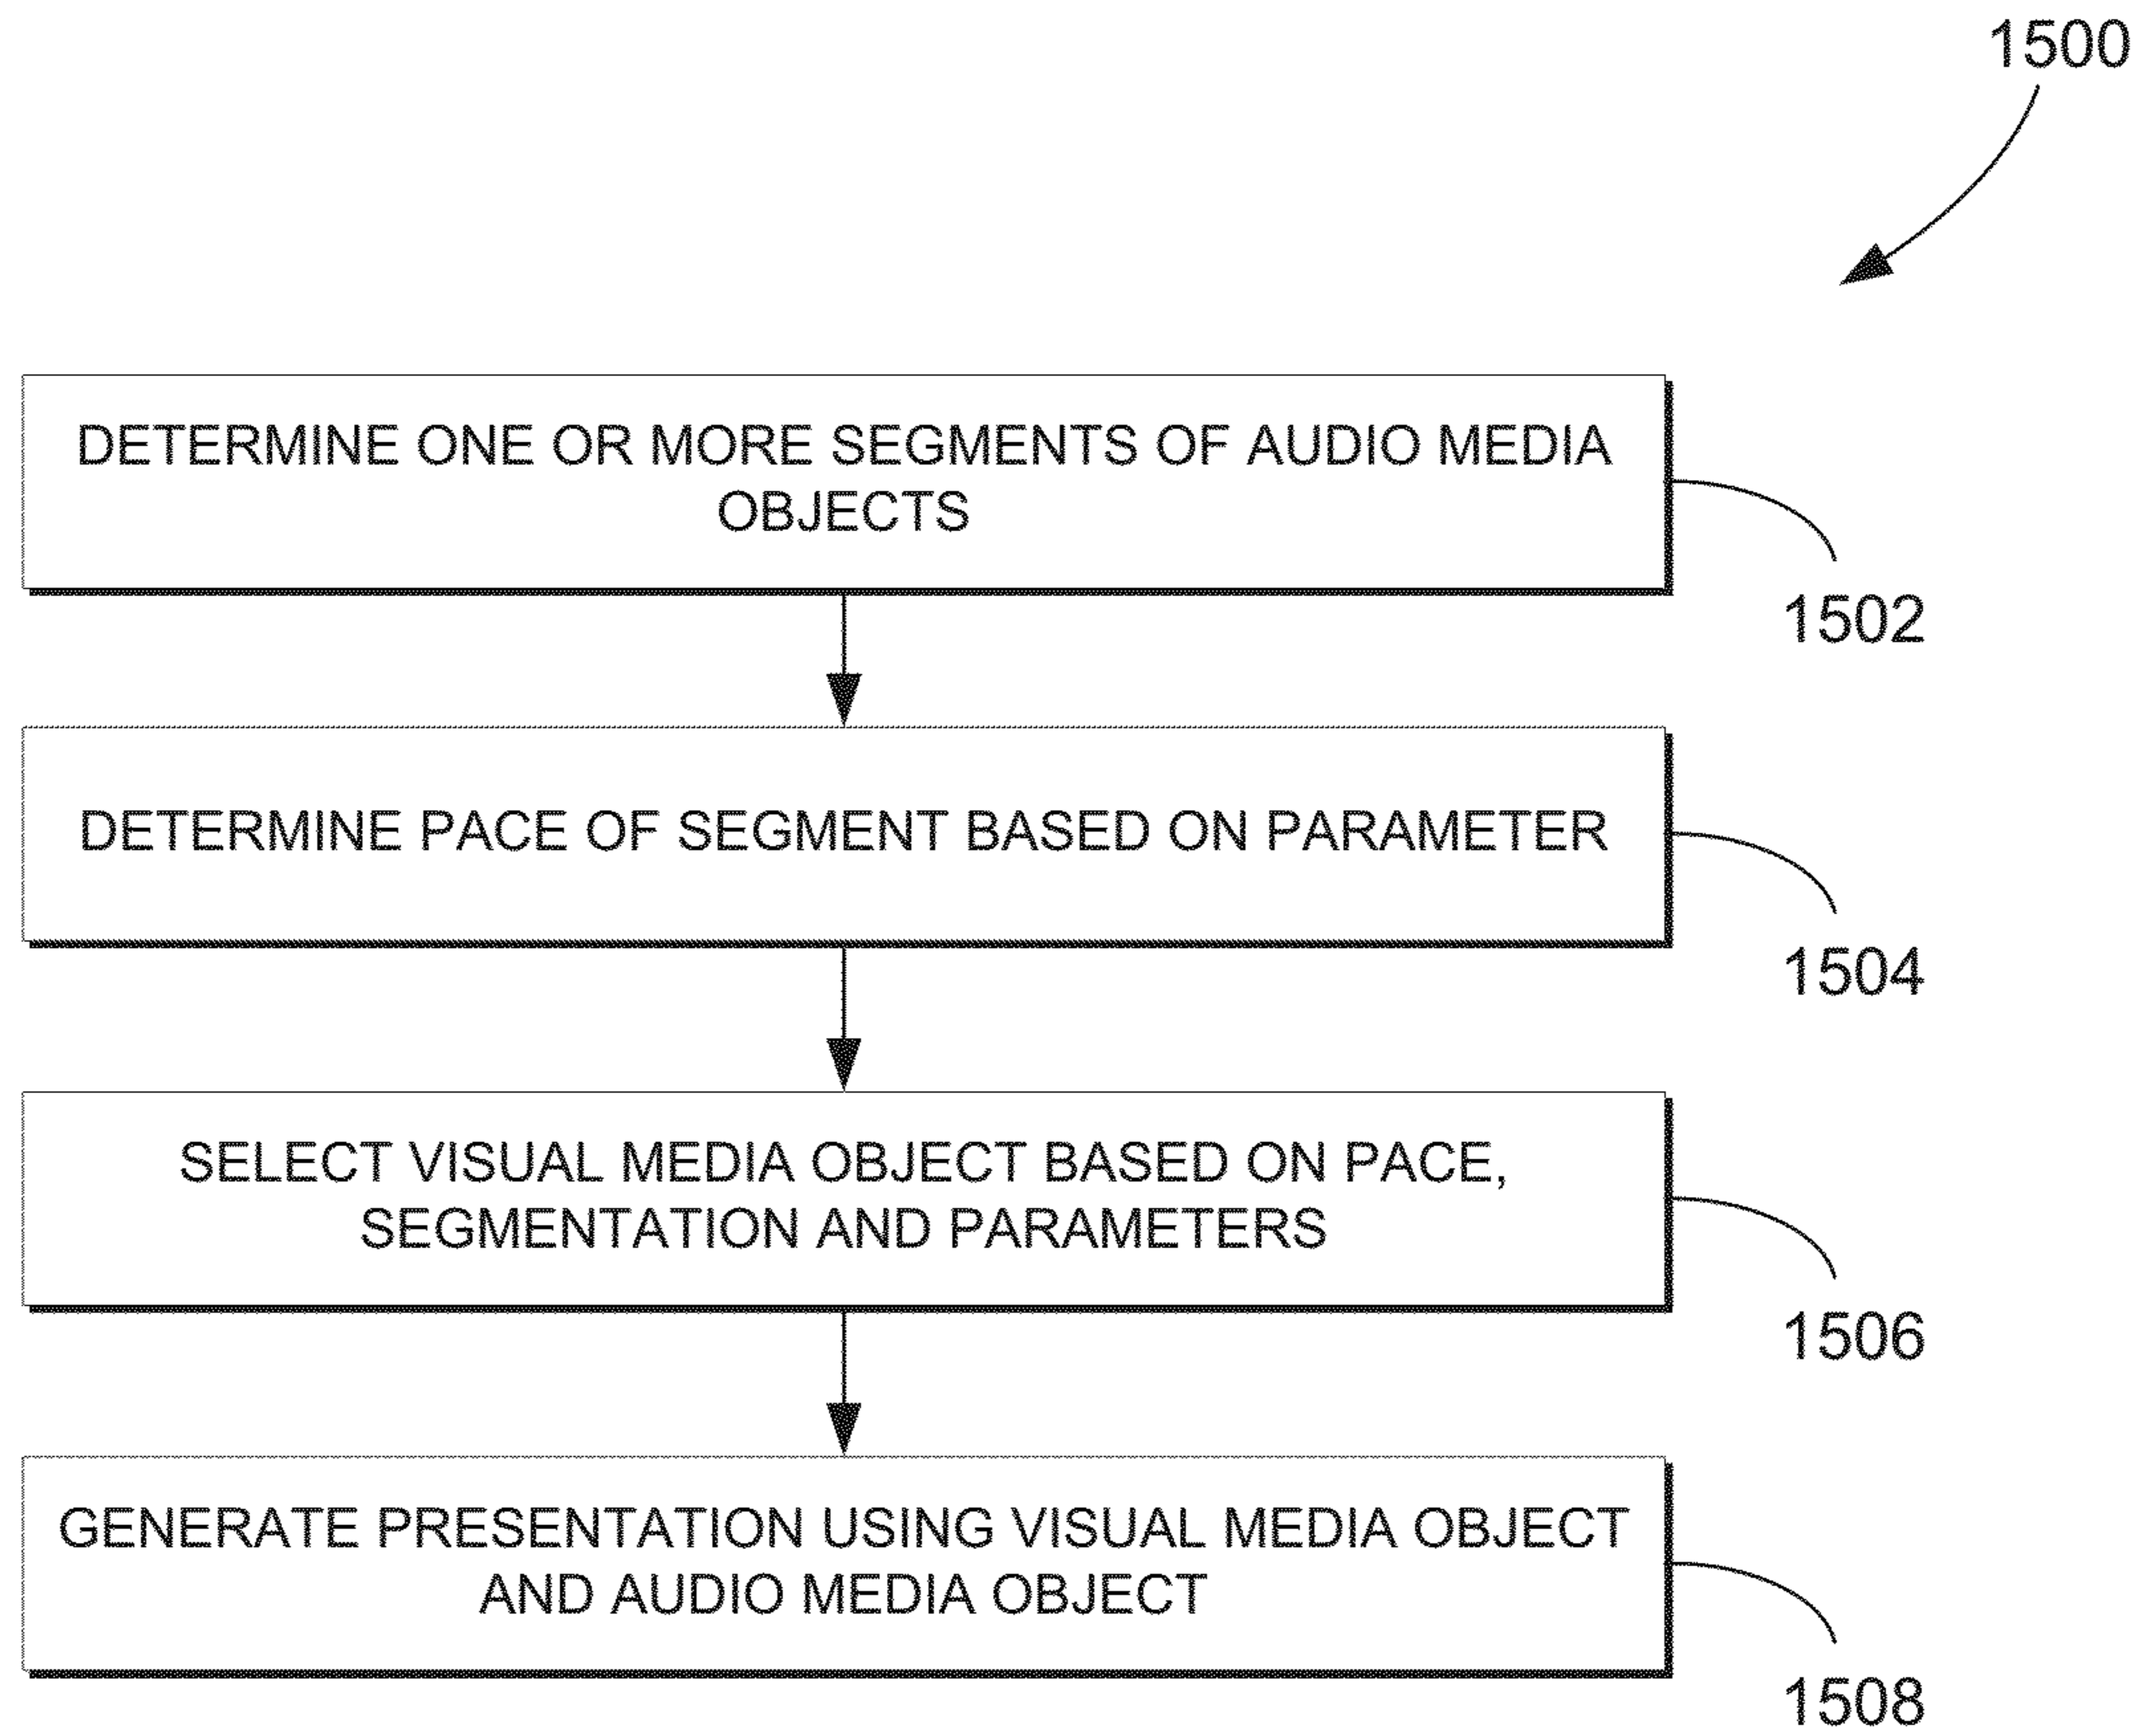 1500
DETERMINE ONE OR MORE SEGMENTS OF AUDIO MEDIA
OBJECTS
1502
DETERMINE PACE OF SEGMENT BASED ON PARAMETER
1504
SELECT VISUAL MEDIA OBJECT BASED ON PACE,
SEGMENTATION AND PARAMETERS
1506
GENERATE PRESENTATION USING VISUAL MEDIA OBJECT
AND AUDIO MEDIA OBJECT
1508